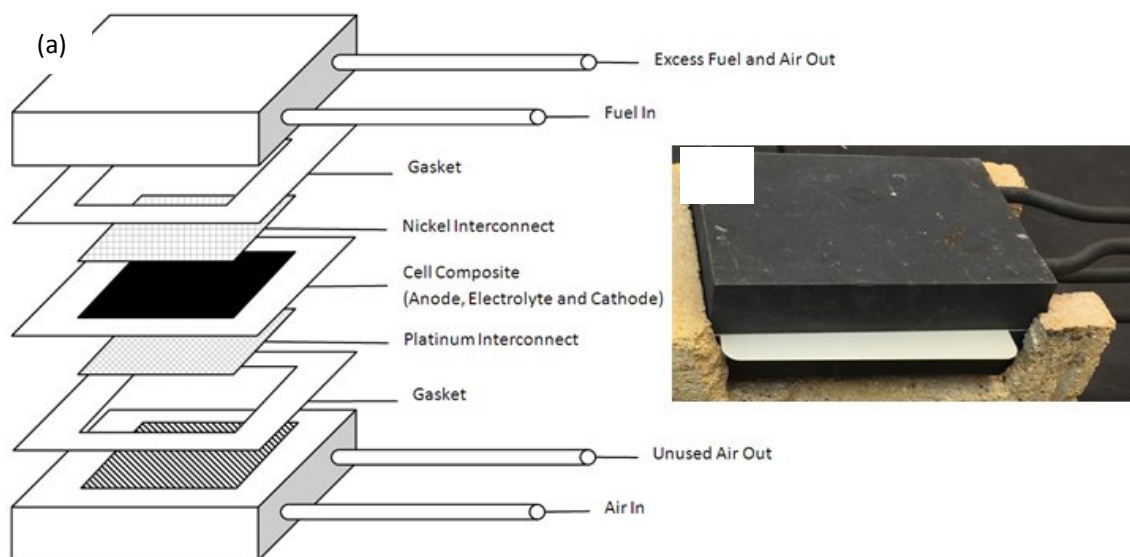 (a)
Excess Fuel and Air Out
Fuel In
Gasket
Nickel Interconnect
Cell Composite
(Anode, Electrolyte and Cathode)
Platinum Interconnect
Gasket
Unused Air Out
Air In